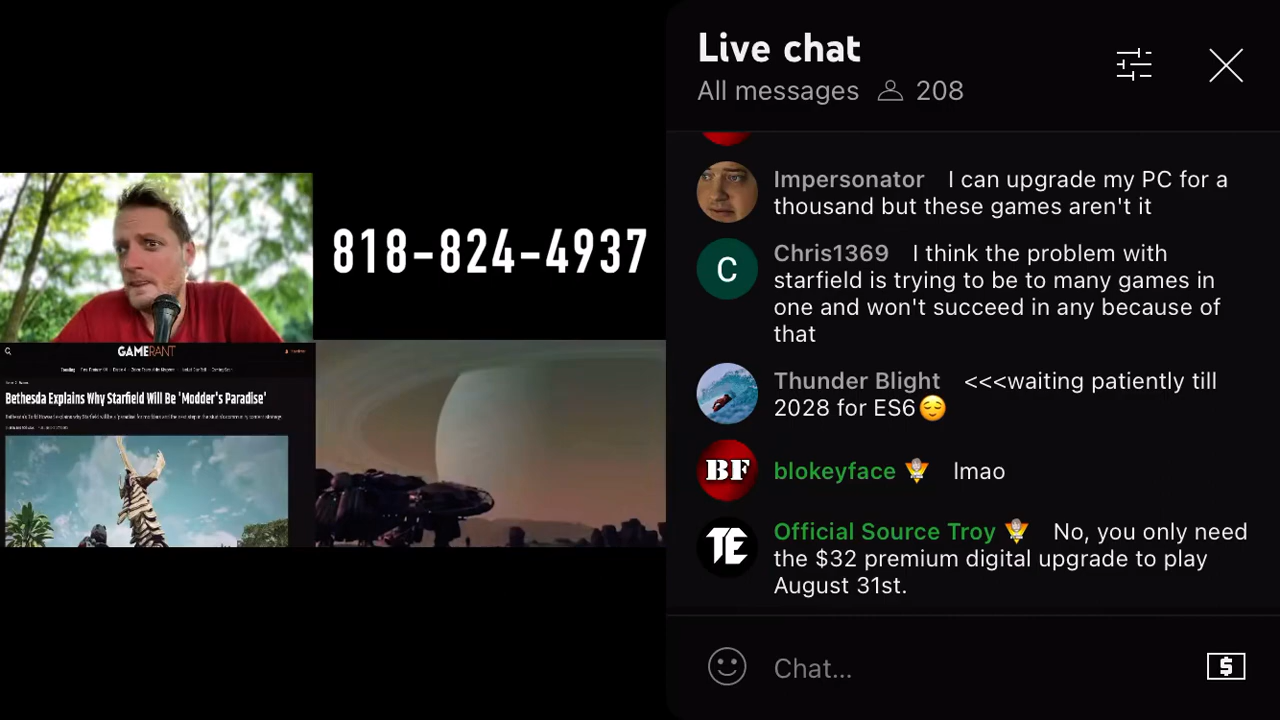 818-824-4937
GAMERANT
Bethesda Explains Why Starfield Will Be 'Modder's Paradise'
Live chat
All messages 208
Impersonator I can upgrade my PC for a
thousand but these games aren't it
C
Chris1369 I think the problem with
starfield is trying to be to many games in
one and won't succeed in any because of
that
Thunder Blight <<<waiting patiently till
2028 for ES6😌
BF
blokeyface lmao
TE
Official Source Troy No, you only need
the $32 premium digital upgrade to play
August 31st.
Chat...
$